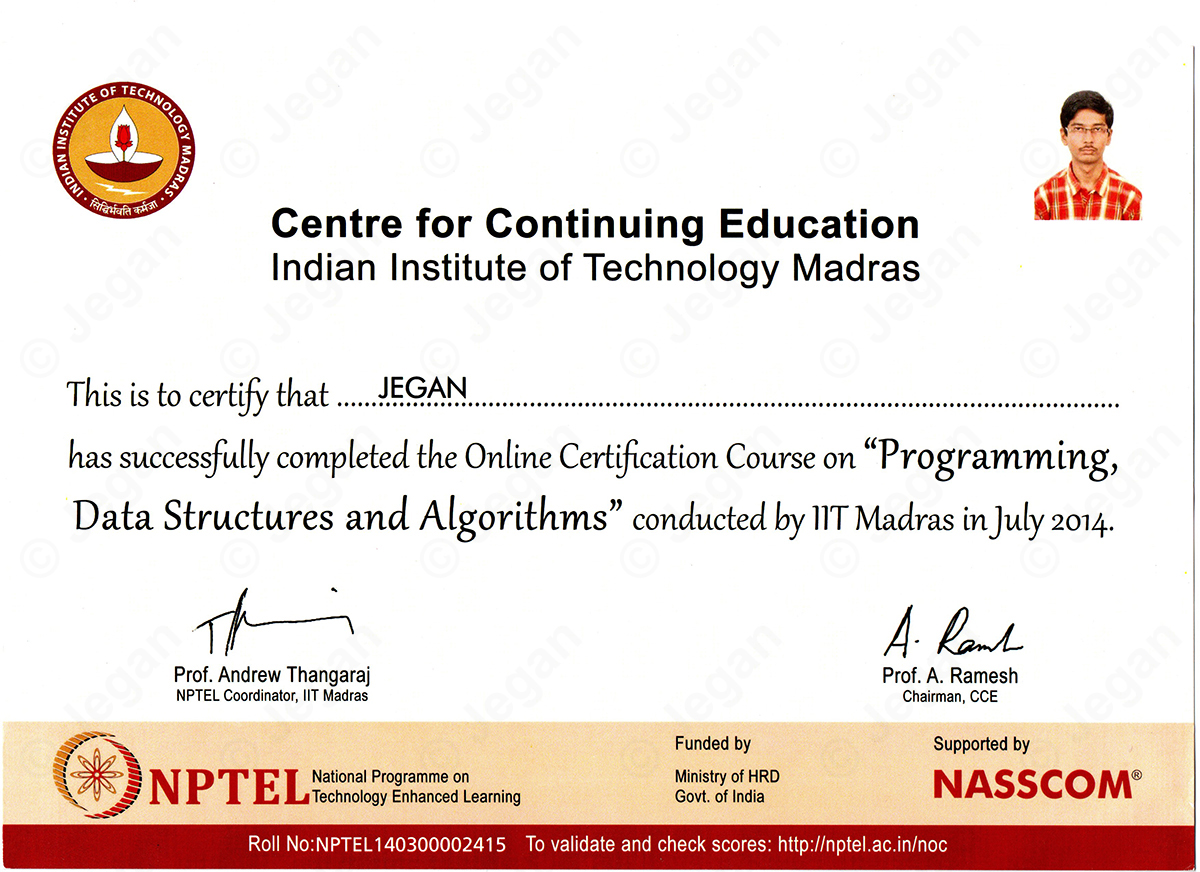 INDIAN INSTITUTE OF TECHNOLOGY MADRAS
सिद्धिर्भवति कर्मजा
Centre for Continuing Education
Indian Institute of Technology Madras
This is to certify that ......JEGAN......
has successfully completed the Online Certification Course on “Programming,
Data Structures and Algorithms” conducted by IIT Madras in July 2014.
A. Ramesh
Prof. Andrew Thangaraj
NPTEL Coordinator, IIT Madras
Prof. A. Ramesh
Chairman, CCE
NPTEL
National Programme on
Technology Enhanced Learning
Funded by
Ministry of HRD
Govt. of India
Supported by
NASSCOM®
Roll No:NPTEL140300002415 To validate and check scores: http://nptel.ac.in/noc
© Jegan